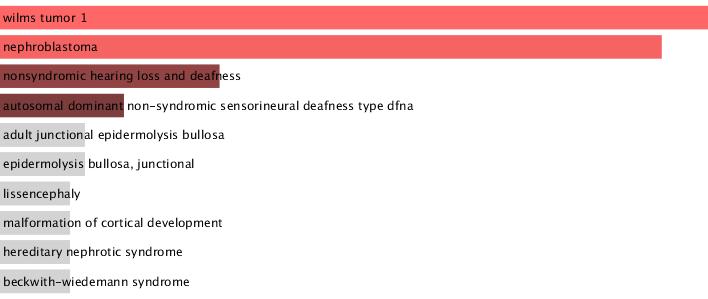 wilms tumor 1
nephroblastoma
nonsyndromic hearing loss and deafness
autosomal dominant non-syndromic sensorineural deafness type dfna
adult junctional epidermolysis bullosa
epidermolysis bullosa, junctional
lissencephaly
malformation of cortical development
hereditary nephrotic syndrome
beckwith-wiedemann syndrome